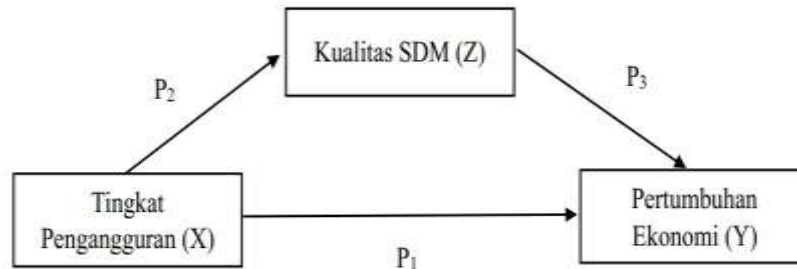 Kualitas SDM (Z)
P₂
P₃
Tingkat
Pengangguran (X)
Pertumbuhan
Ekonomi (Y)
P₁